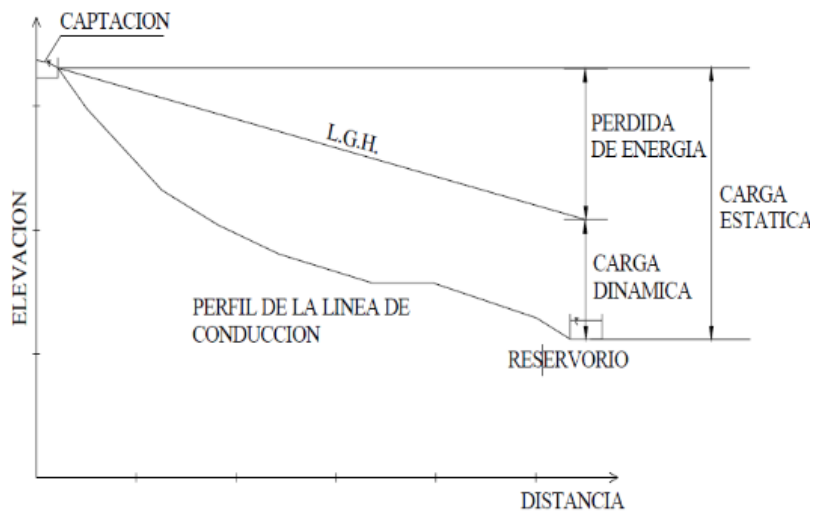 CAPTACION
L.G.H.
PERDIDA
DE ENERGIA
CARGA
ESTATICA
ELEVACION
CARGA
DINAMICA
PERFIL DE LA LINEA DE
CONDUCCION
RESERVORIO
DISTANCIA